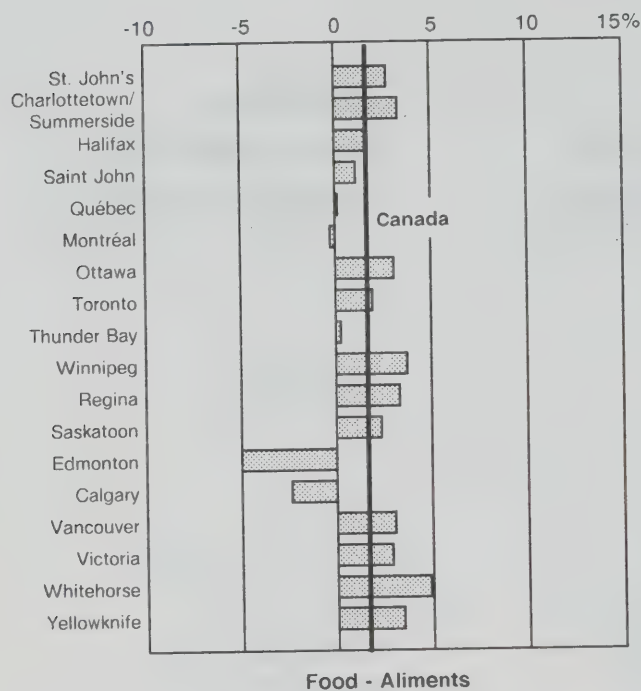 -10 -5 0 5 10 15%
St. John's
Charlottetown/
Summerside
Halifax
Saint John
Québec
Canada
Montréal
Ottawa
Toronto
Thunder Bay
Winnipeg
Regina
Saskatoon
Edmonton
Calgary
Vancouver
Victoria
Whitehorse
Yellowknife
Food - Aliments